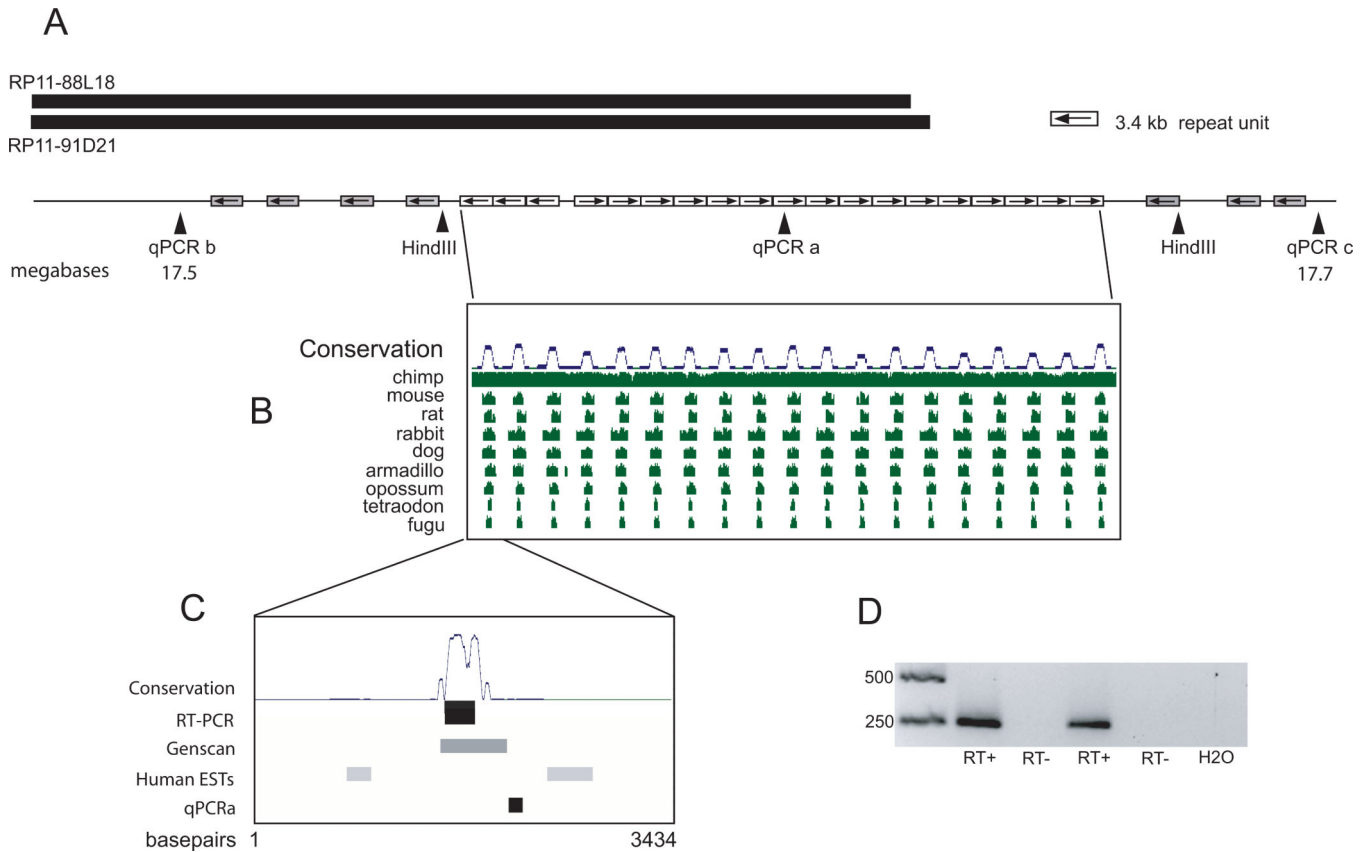 A
RP11-88L18
RP11-91D21
3.4 kb repeat unit
qPCR b
HindIII
qPCR a
HindIII
qPCR c
megabases
17.5
17.7
B
Conservation
chimp
mouse
rat
rabbit
dog
armadillo
opossum
tetraodon
fugu
C
Conservation
RT-PCR
Genscan
Human ESTs
qPCRa
basepairs 1 3434
D
500
250
RT+ RT- RT+ RT- H2O